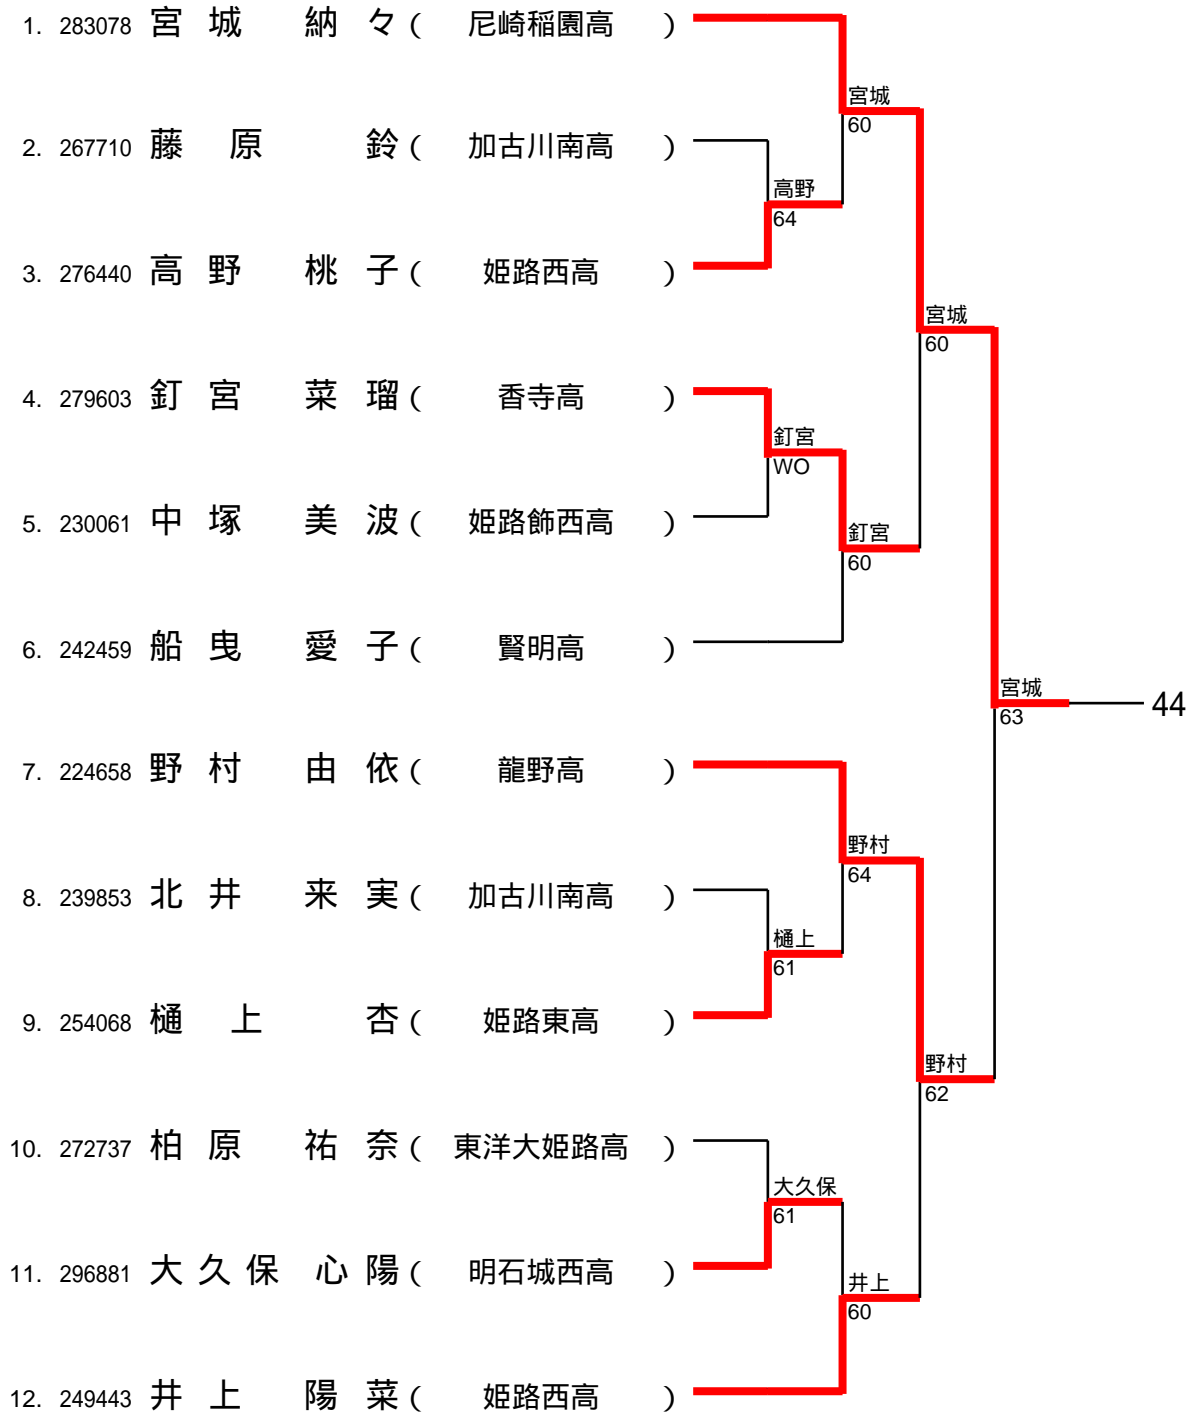 1. 283078 宮城 納々 ( 尼崎稲園高 )
宮城
60
2. 267710 藤原 鈴 ( 加古川南高 )
高野
64
3. 276440 高野 桃子 ( 姫路西高 )
宮城
60
4. 279603 釘宮 菜瑠 ( 香寺高 )
釘宮
WO
5. 230061 中塚 美波 ( 姫路飾西高 )
釘宮
60
6. 242459 船曳 愛子 ( 賢明高 )
宮城
63
44
7. 224658 野村 由依 ( 龍野高 )
野村
64
8. 239853 北井 来実 ( 加古川南高 )
樋上
61
9. 254068 樋上 杏 ( 姫路東高 )
野村
62
10. 272737 柏原 祐奈 ( 東洋大姫路高 )
大久保
61
11. 296881 大久保 心陽 ( 明石城西高 )
井上
60
12. 249443 井上 陽菜 ( 姫路西高 )